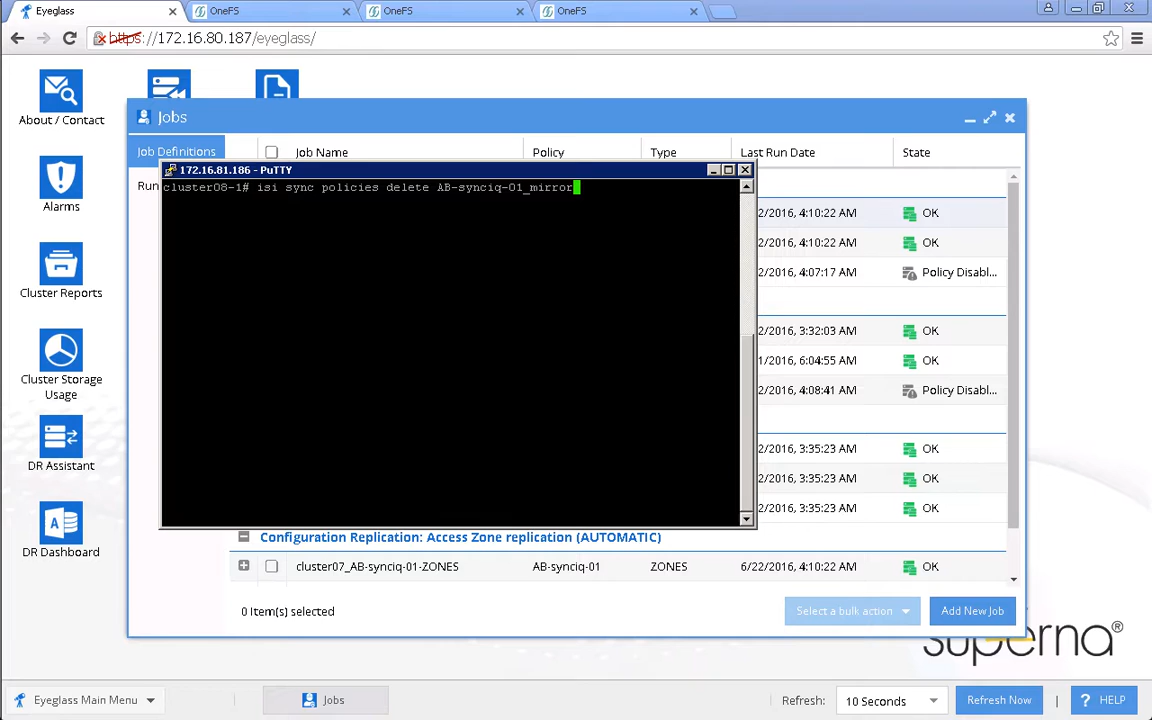 Eyeglass
OneFS
OneFS
OneFS
https://172.16.80.187/eyeglass/
About / Contact
Jobs
Job Definitions
Job Name
Policy
Type
Last Run Date
State
172.16.81.186 - PuTTY
Run
cluster08-1# isi sync policies delete AB-synciq-01_mirror
Alarms
2/2016, 4:10:22 AM
OK
2/2016, 4:10:22 AM
OK
2/2016, 4:07:17 AM
Policy Disabl...
Cluster Reports
2/2016, 3:32:03 AM
OK
1/2016, 6:04:55 AM
OK
Cluster Storage
Usage
2/2016, 4:08:41 AM
Policy Disabl...
2/2016, 3:35:23 AM
OK
DR Assistant
2/2016, 3:35:23 AM
OK
2/2016, 3:35:23 AM
OK
Configuration Replication: Access Zone replication (AUTOMATIC)
DR Dashboard
cluster07_AB-synciq-01-ZONES
AB-synciq-01
ZONES
6/22/2016, 4:10:22 AM
OK
0 Item(s) selected
Select a bulk action
Add New Job
superna®
Eyeglass Main Menu
Jobs
Refresh:
10 Seconds
Refresh Now
? HELP